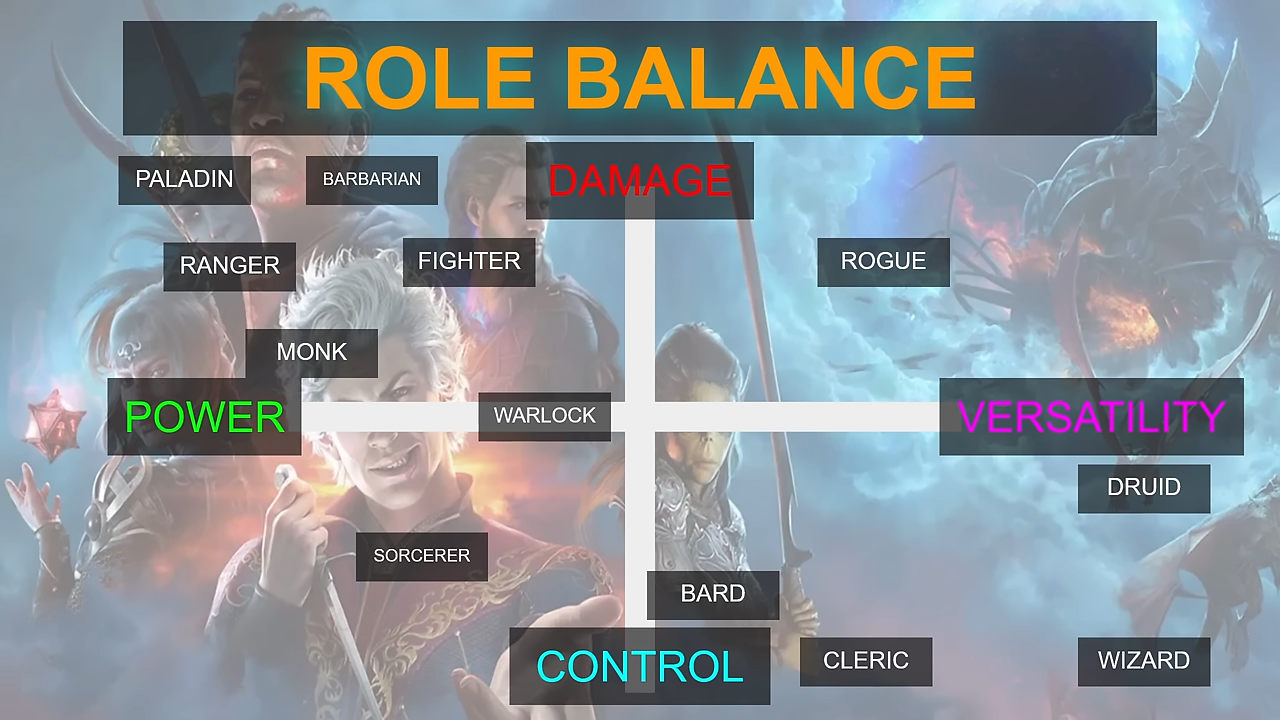 ROLE BALANCE
PALADIN
BARBARIAN
DAMAGE
RANGER
FIGHTER
ROGUE
MONK
POWER
WARLOCK
VERSATILITY
DRUID
SORCERER
BARD
CONTROL
CLERIC
WIZARD